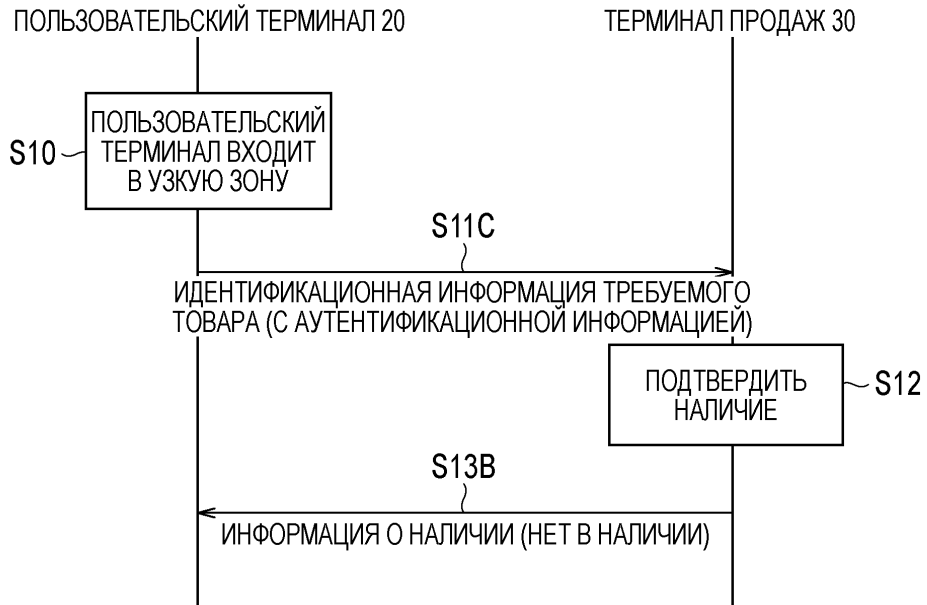 ПОЛЬЗОВАТЕЛЬСКИЙ ТЕРМИНАЛ 20
ТЕРМИНАЛ ПРОДАЖ 30
S10
ПОЛЬЗОВАТЕЛЬСКИЙ
ТЕРМИНАЛ ВХОДИТ
В УЗКУЮ ЗОНУ
S11C
ИДЕНТИФИКАЦИОННАЯ ИНФОРМАЦИЯ ТРЕБУЕМОГО
ТОВАРА (С АУТЕНТИФИКАЦИОННОЙ ИНФОРМАЦИЕЙ)
ПОДТВЕРДИТЬ
НАЛИЧИЕ
S12
S13B
ИНФОРМАЦИЯ О НАЛИЧИИ (НЕТ В НАЛИЧИИ)